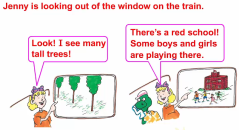 Jenny is looking out of the window on the train.
Look! I see many
tall trees!
There's a red school!
Some boys and girls
are playing there.